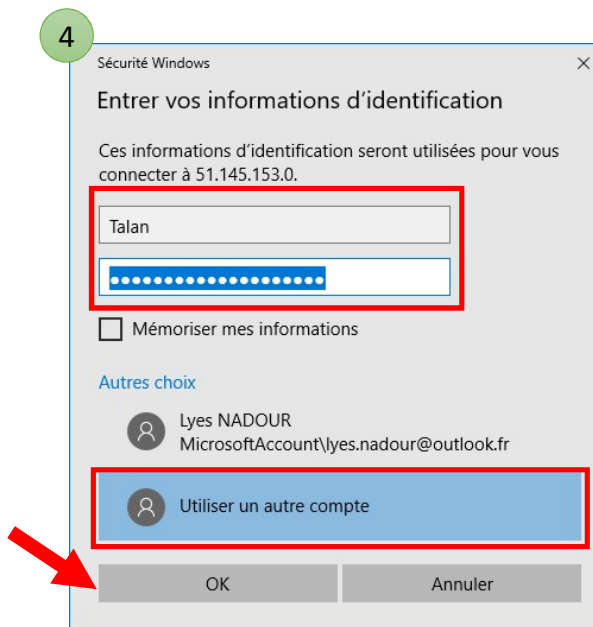 4
Sécurité Windows
Entrer vos informations d’identification
Ces informations d’identification seront utilisées pour vous
connecter à 51.145.153.0.
Talan
••••••••••••••••••••
Mémoriser mes informations
Autres choix
Lyes NADOUR
MicrosoftAccount\lyes.nadour@outlook.fr
Utiliser un autre compte
OK
Annuler